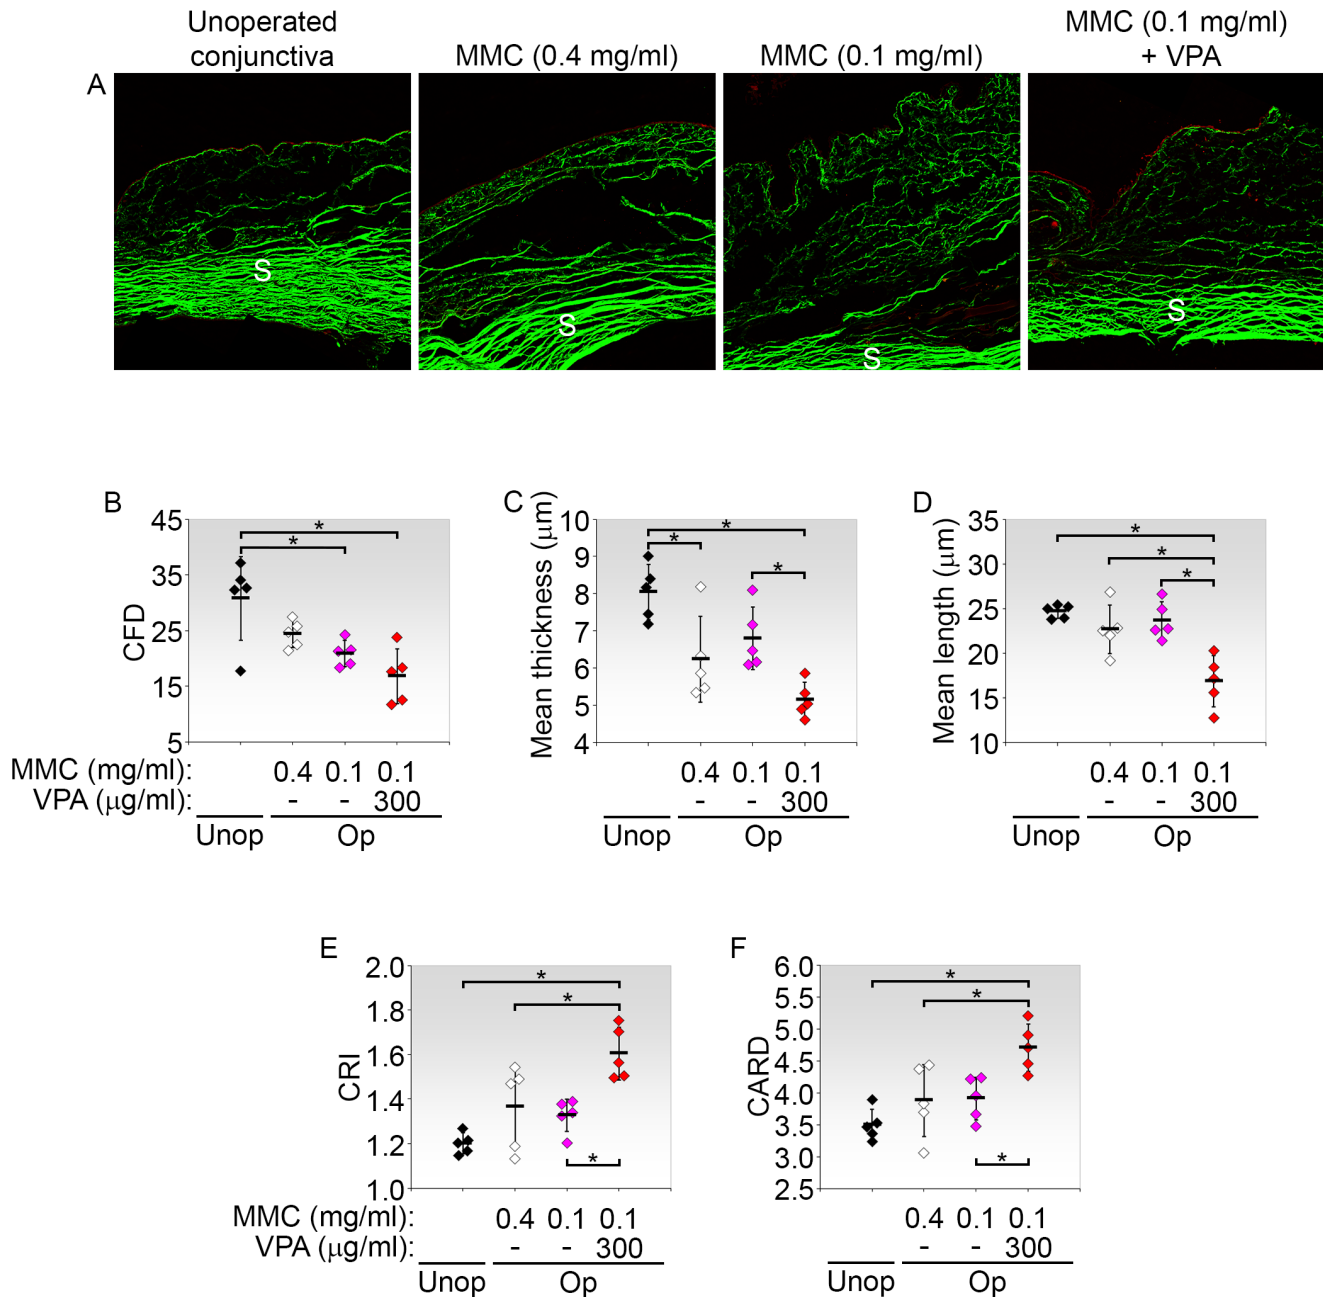 Unoperated
conjunctiva
MMC (0.4 mg/ml)
MMC (0.1 mg/ml)
MMC (0.1 mg/ml)
+ VPA
A
S
S
S
S
B
CFD
45
35
25
15
5
*
*
C
Mean thickness (μm)
10
9
8
7
6
5
4
*
*
*
D
Mean length (μm)
35
30
25
20
15
10
*
*
*
MMC (mg/ml): 0.4 0.1 0.1 0.4 0.1 0.1 0.4 0.1 0.1
VPA (μg/ml): - - 300 - - 300 - - 300
Unop Op Unop Op Unop Op
E
CRI
2.0
1.8
1.6
1.4
1.2
1.0
*
*
*
F
CARD
6.0
5.5
5.0
4.5
4.0
3.5
3.0
2.5
*
*
*
MMC (mg/ml): 0.4 0.1 0.1 0.4 0.1 0.1
VPA (μg/ml): - - 300 - - 300
Unop Op Unop Op